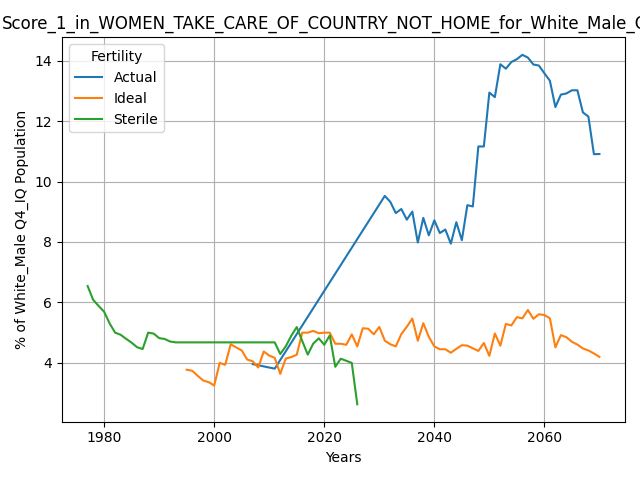 Score_1_in_WOMEN_TAKE_CARE_OF_COUNTRY_NOT_HOME_for_White_Male_
Fertility
Actual
Ideal
Sterile
% of White_Male Q4_IQ Population
14
12
10
8
6
4
1980
2000
2020
2040
2060
Years